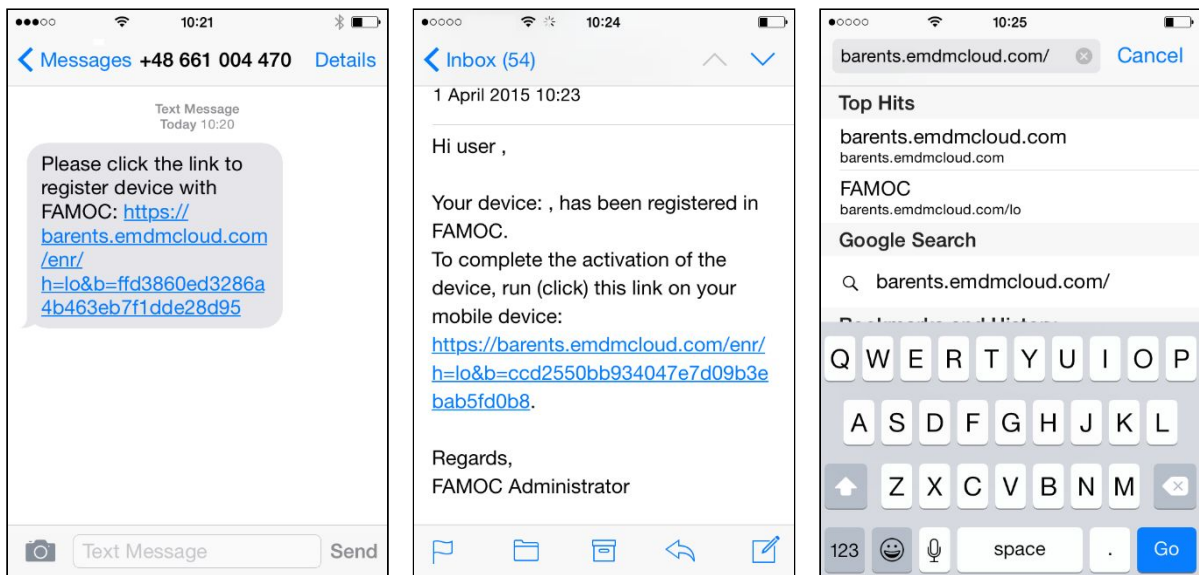 10:21
Messages +48 661 004 470 Details
Text Message
Today 10:20
Please click the link to
register device with
FAMOC: https://
barents.emdmcloud.com
/enr/
h=lo&b=ffd3860ed3286a
4b463eb7f1dde28d95
Text Message Send
10:24
Inbox (54)
1 April 2015 10:23
Hi user ,
Your device: , has been registered in
FAMOC.
To complete the activation of the
device, run (click) this link on your
mobile device:
https://barents.emdmcloud.com/enr/
h=lo&b=ccd2550bb934047e7d09b3e
bab5fd0b8.
Regards,
FAMOC Administrator
10:25
barents.emdmcloud.com/ Cancel
Top Hits
barents.emdmcloud.com
barents.emdmcloud.com
FAMOC
barents.emdmcloud.com/lo
Google Search
barents.emdmcloud.com/
Bookmarks and History
Q W E R T Y U I O P
A S D F G H J K L
Z X C V B N M
123 space . Go